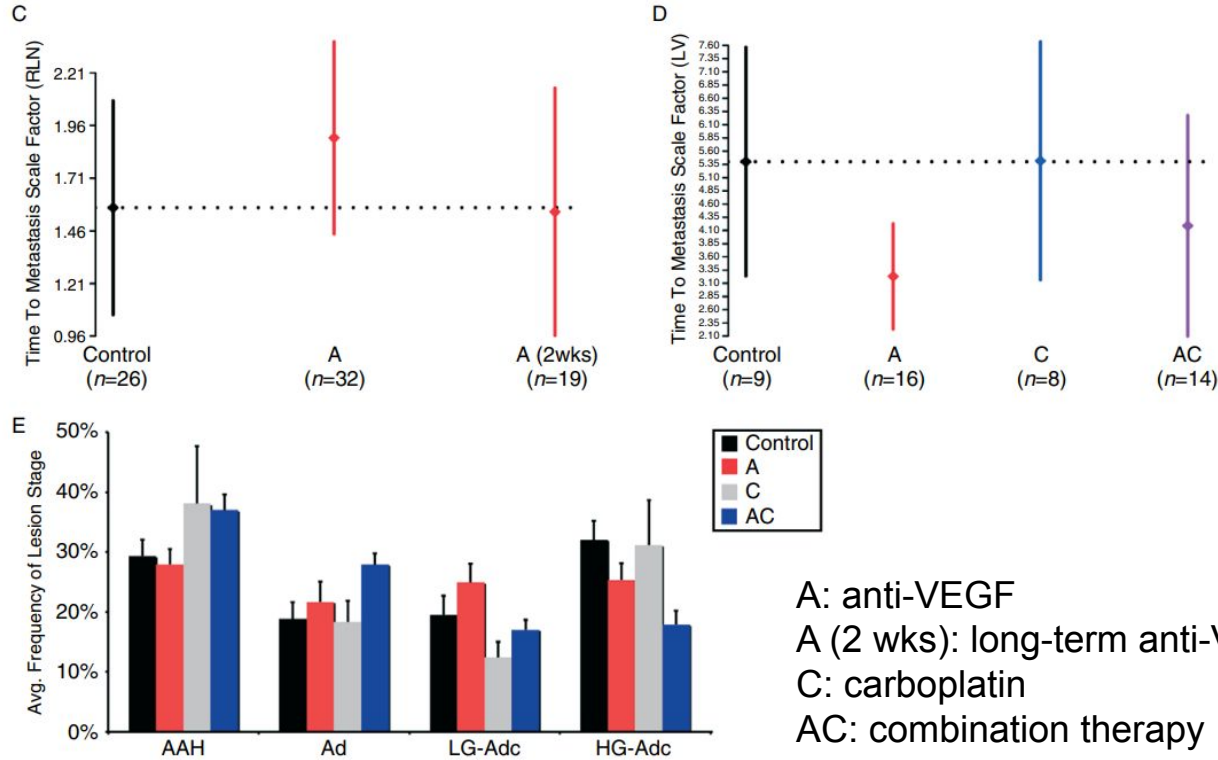 C
Time To Metastasis Scale Factor (RLN)
2.21
1.96
1.71
1.46
1.21
0.96
Control
(n=26)
A
(n=32)
A (2wks)
(n=19)
D
Time To Metastasis Scale Factor (LV)
7.60
7.35
7.10
6.85
6.60
6.35
6.10
5.85
5.60
5.35
5.10
4.85
4.60
4.35
4.10
3.85
3.60
3.35
3.10
2.85
2.60
2.35
2.10
Control
(n=9)
A
(n=16)
C
(n=8)
AC
(n=14)
E
Avg. Frequency of Lesion Stage
50%
40%
30%
20%
10%
0%
AAH
Ad
LG-Adc
HG-Adc
Control
A
C
AC
A: anti-VEGF
A (2 wks): long-term anti-V
C: carboplatin
AC: combination therapy